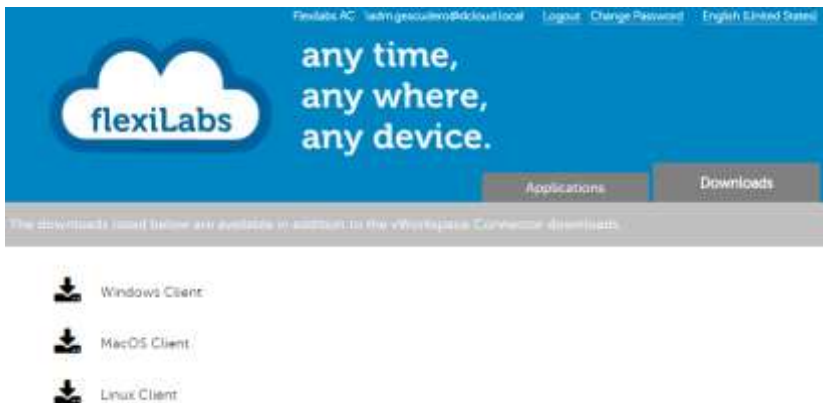 Flexilabs AC \adm.gescudero@dcloud.local Logout Change Password English (United States)
flexiLabs
any time,
any where,
any device.
Applications
Downloads
The downloads listed below are available in addition to the vWorkspace Connector downloads.
Windows Client
MacOS Client
Linux Client